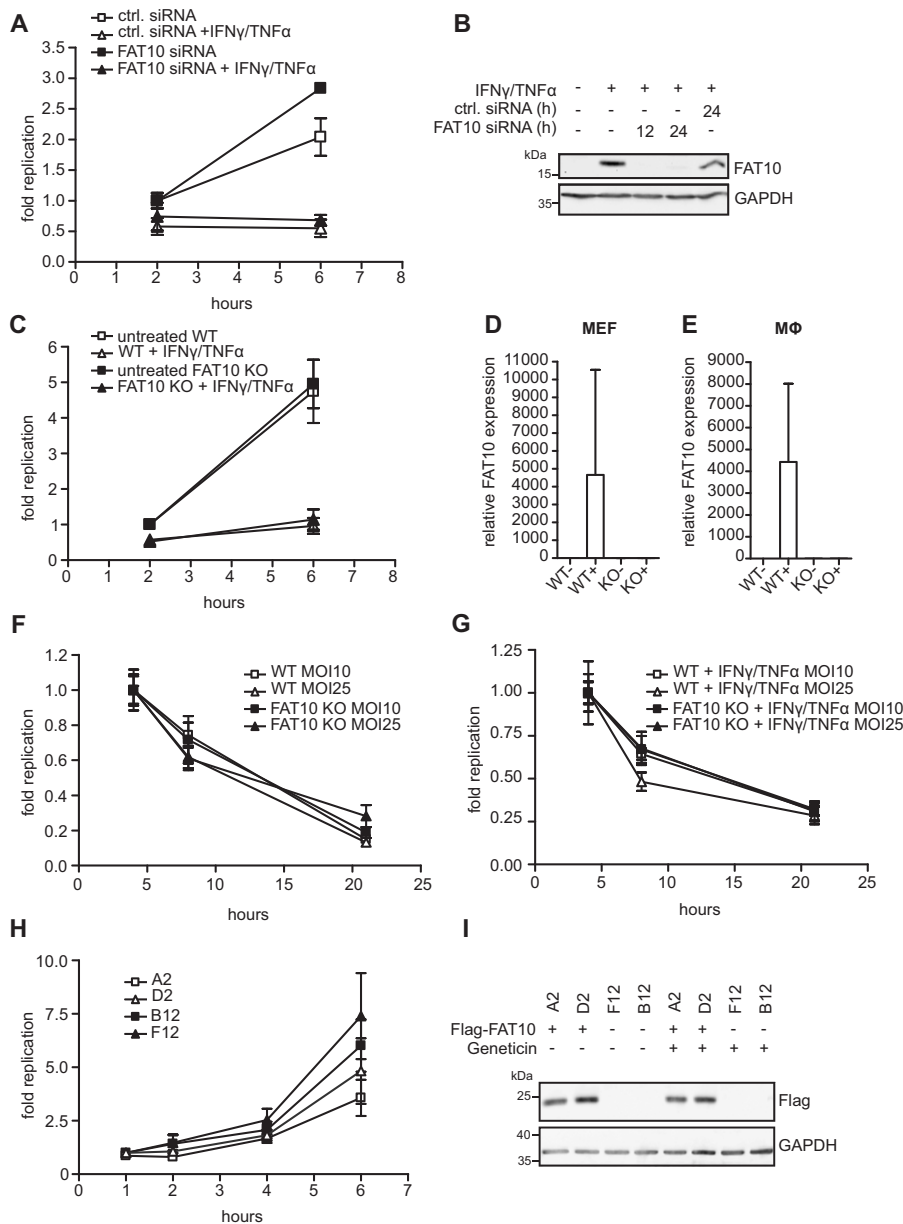 A
ctrl. siRNA
ctrl. siRNA +IFNγ/TNFα
FAT10 siRNA
FAT10 siRNA + IFNγ/TNFα
fold replication
3.5
3.0
2.5
2.0
1.5
1.0
0.5
0.0
0 1 2 3 4 5 6 7 8
hours
B
IFNγ/TNFα - + + + +
ctrl. siRNA (h) - - - - 24
FAT10 siRNA (h) - - 12 24 -
kDa
15
FAT10
35
GAPDH
C
untreated WT
WT + IFNγ/TNFα
untreated FAT10 KO
FAT10 KO + IFNγ/TNFα
fold replication
6
5
4
3
2
1
0
0 1 2 3 4 5 6 7 8
hours
D
MEF
relative FAT10 expression
11000
10000
9000
8000
7000
6000
5000
4000
3000
2000
1000
0
WT- WT+ KO- KO+
E
MΦ
relative FAT10 expression
9000
8000
7000
6000
5000
4000
3000
2000
1000
0
WT- WT+ KO- KO+
F
WT MOI10
WT MOI25
FAT10 KO MOI10
FAT10 KO MOI25
fold replication
1.2
1.0
0.8
0.6
0.4
0.2
0.0
0 5 10 15 20 25
hours
G
WT + IFNγ/TNFα MOI10
WT + IFNγ/TNFα MOI25
FAT10 KO + IFNγ/TNFα MOI10
FAT10 KO + IFNγ/TNFα MOI25
fold replication
1.25
1.00
0.75
0.50
0.25
0.00
0 5 10 15 20 25
hours
H
A2
D2
B12
F12
fold replication
10.0
7.5
5.0
2.5
0
0 1 2 3 4 5 6 7
hours
I
A2 D2 F12 B12 A2 D2 F12 B12
Flag-FAT10 + + - - + + - -
Geneticin - - - - + + + +
kDa
25
Flag
40
35
GAPDH